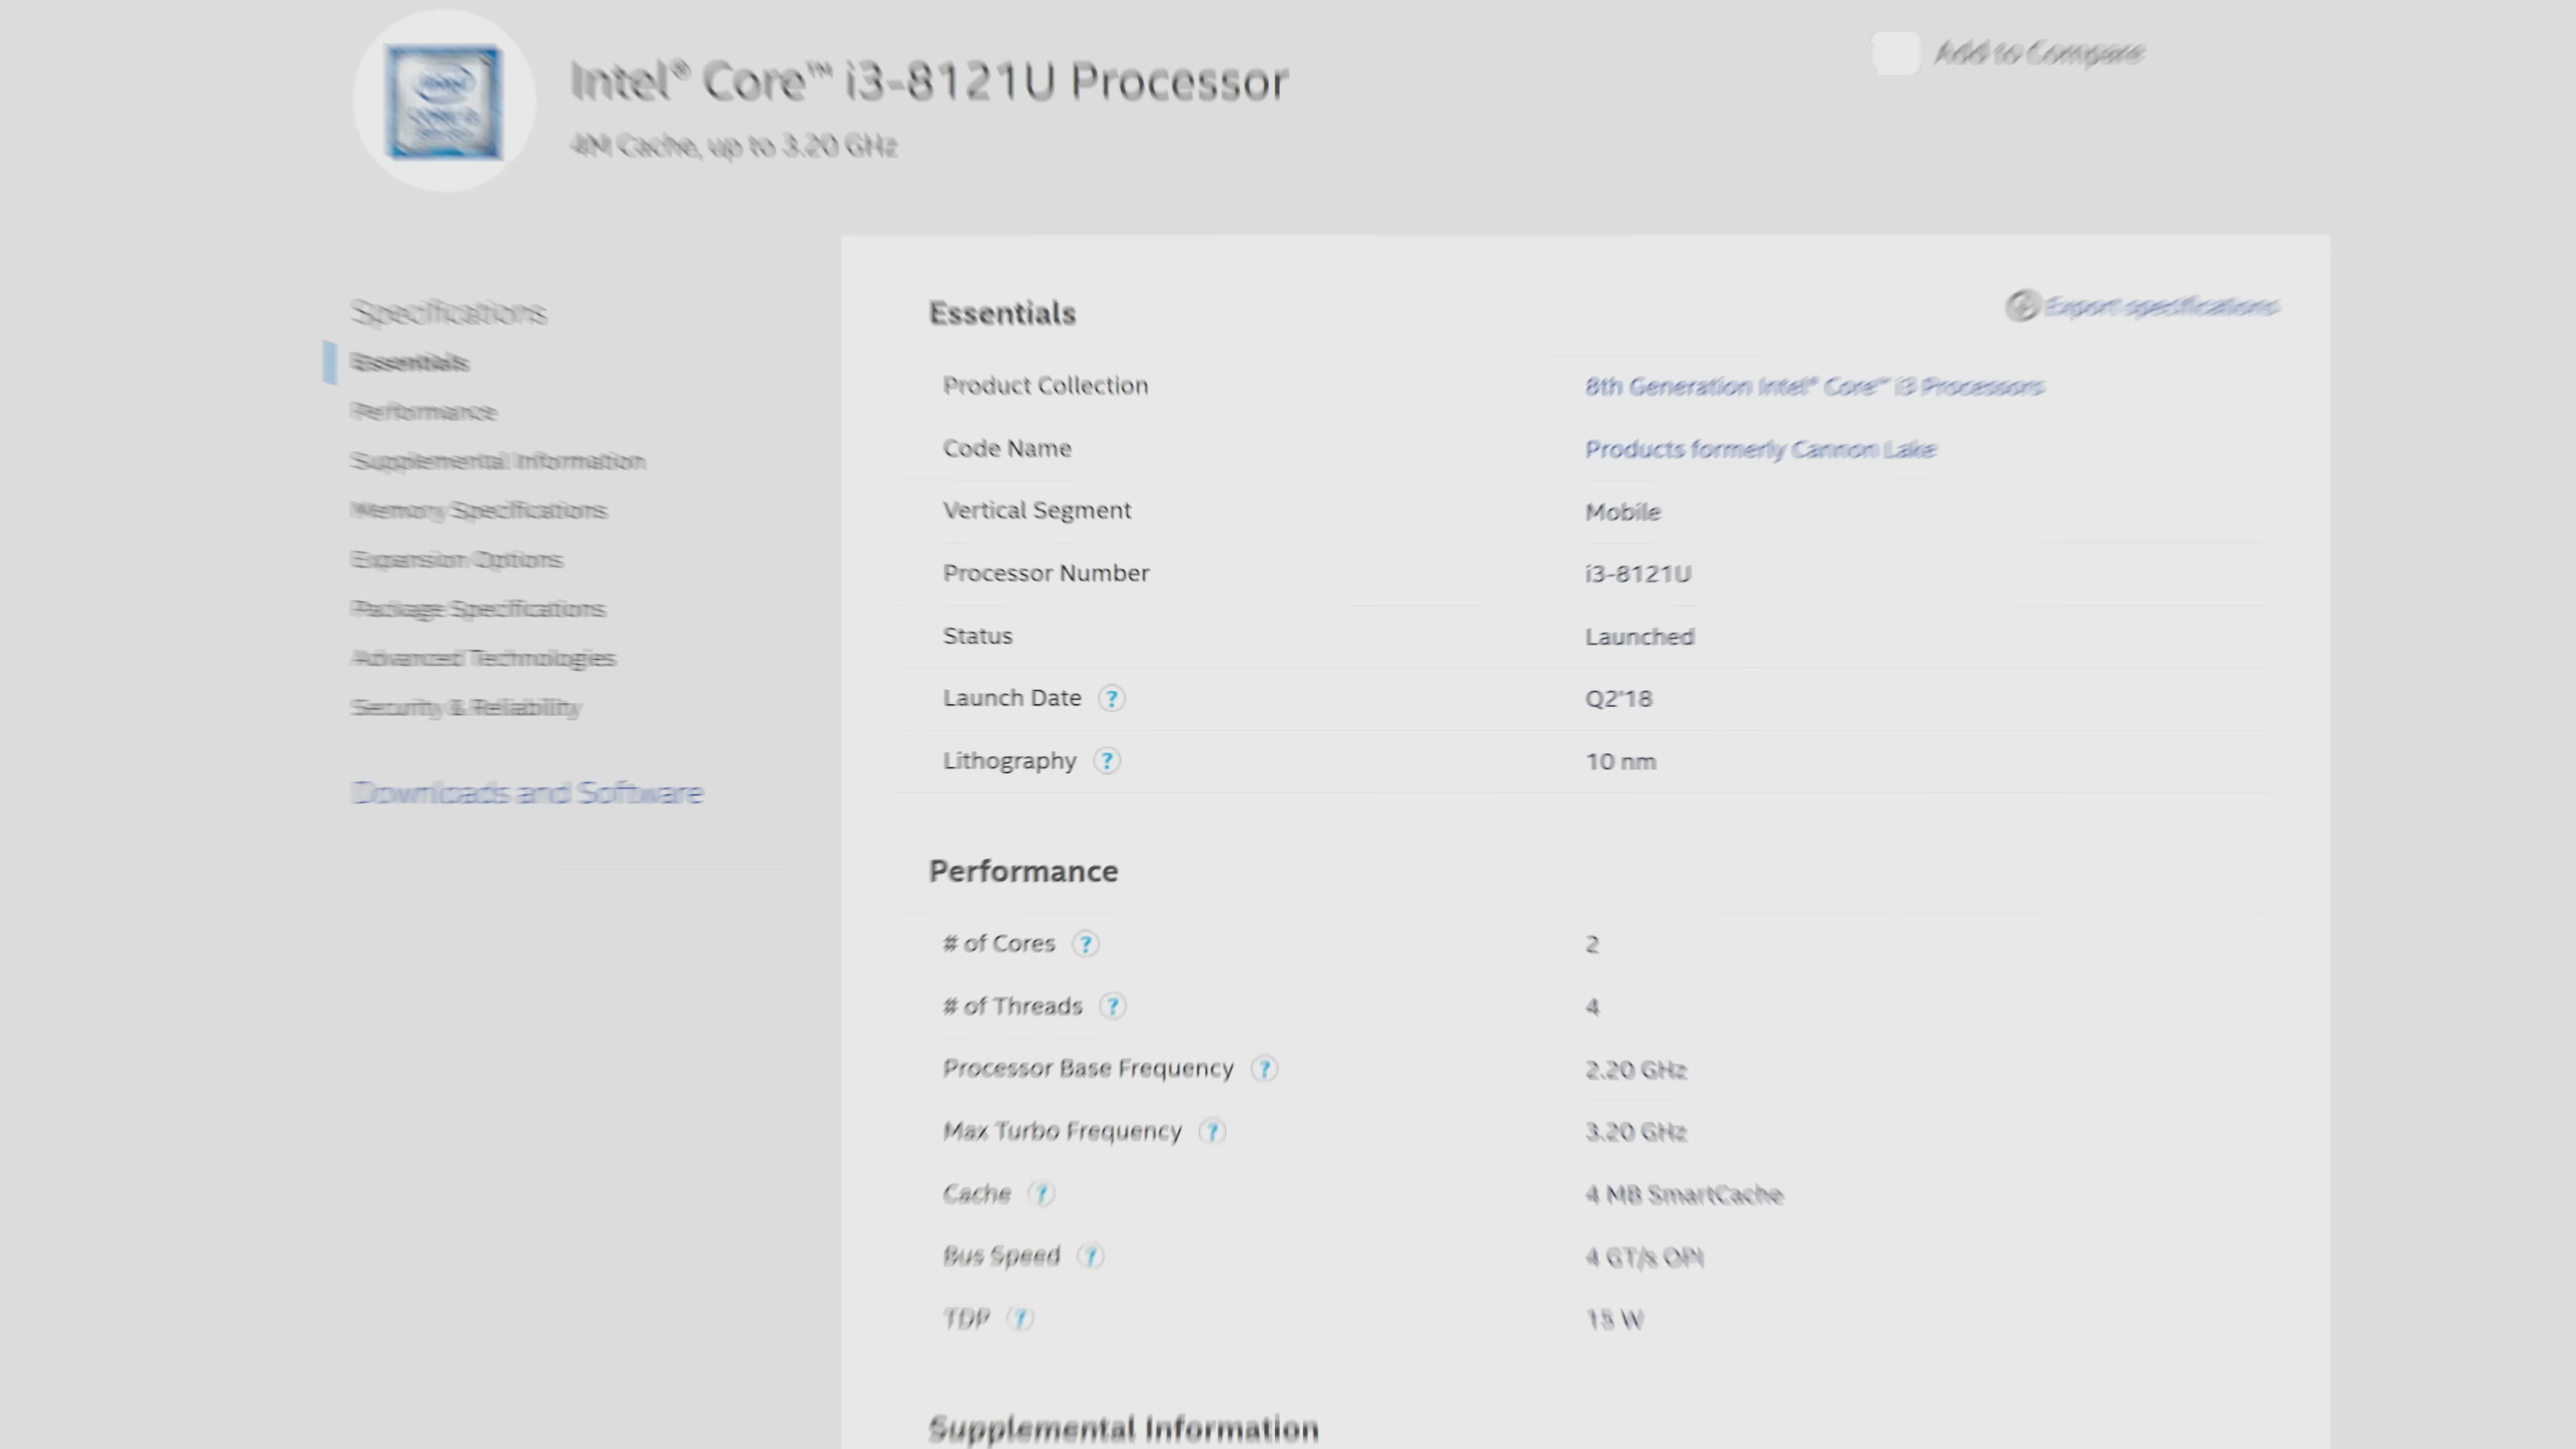 Intel® Core™ i3-8121U Processor
4M Cache, up to 3.20 GHz
Add to Compare
Specifications
Essentials
Performance
Supplemental Information
Memory Specifications
Expansion Options
Package Specifications
Advanced Technologies
Security & Reliability
Downloads and Software
Essentials
Export specifications
Product Collection 8th Generation Intel® Core™ i3 Processors
Code Name Products formerly Cannon Lake
Vertical Segment Mobile
Processor Number i3-8121U
Status Launched
Launch Date ? Q2'18
Lithography ? 10 nm
Performance
# of Cores ? 2
# of Threads ? 4
Processor Base Frequency ? 2.20 GHz
Max Turbo Frequency ? 3.20 GHz
Cache ? 4 MB SmartCache
Bus Speed ? 4 GT/s OPI
TDP ? 15 W
Supplemental Information